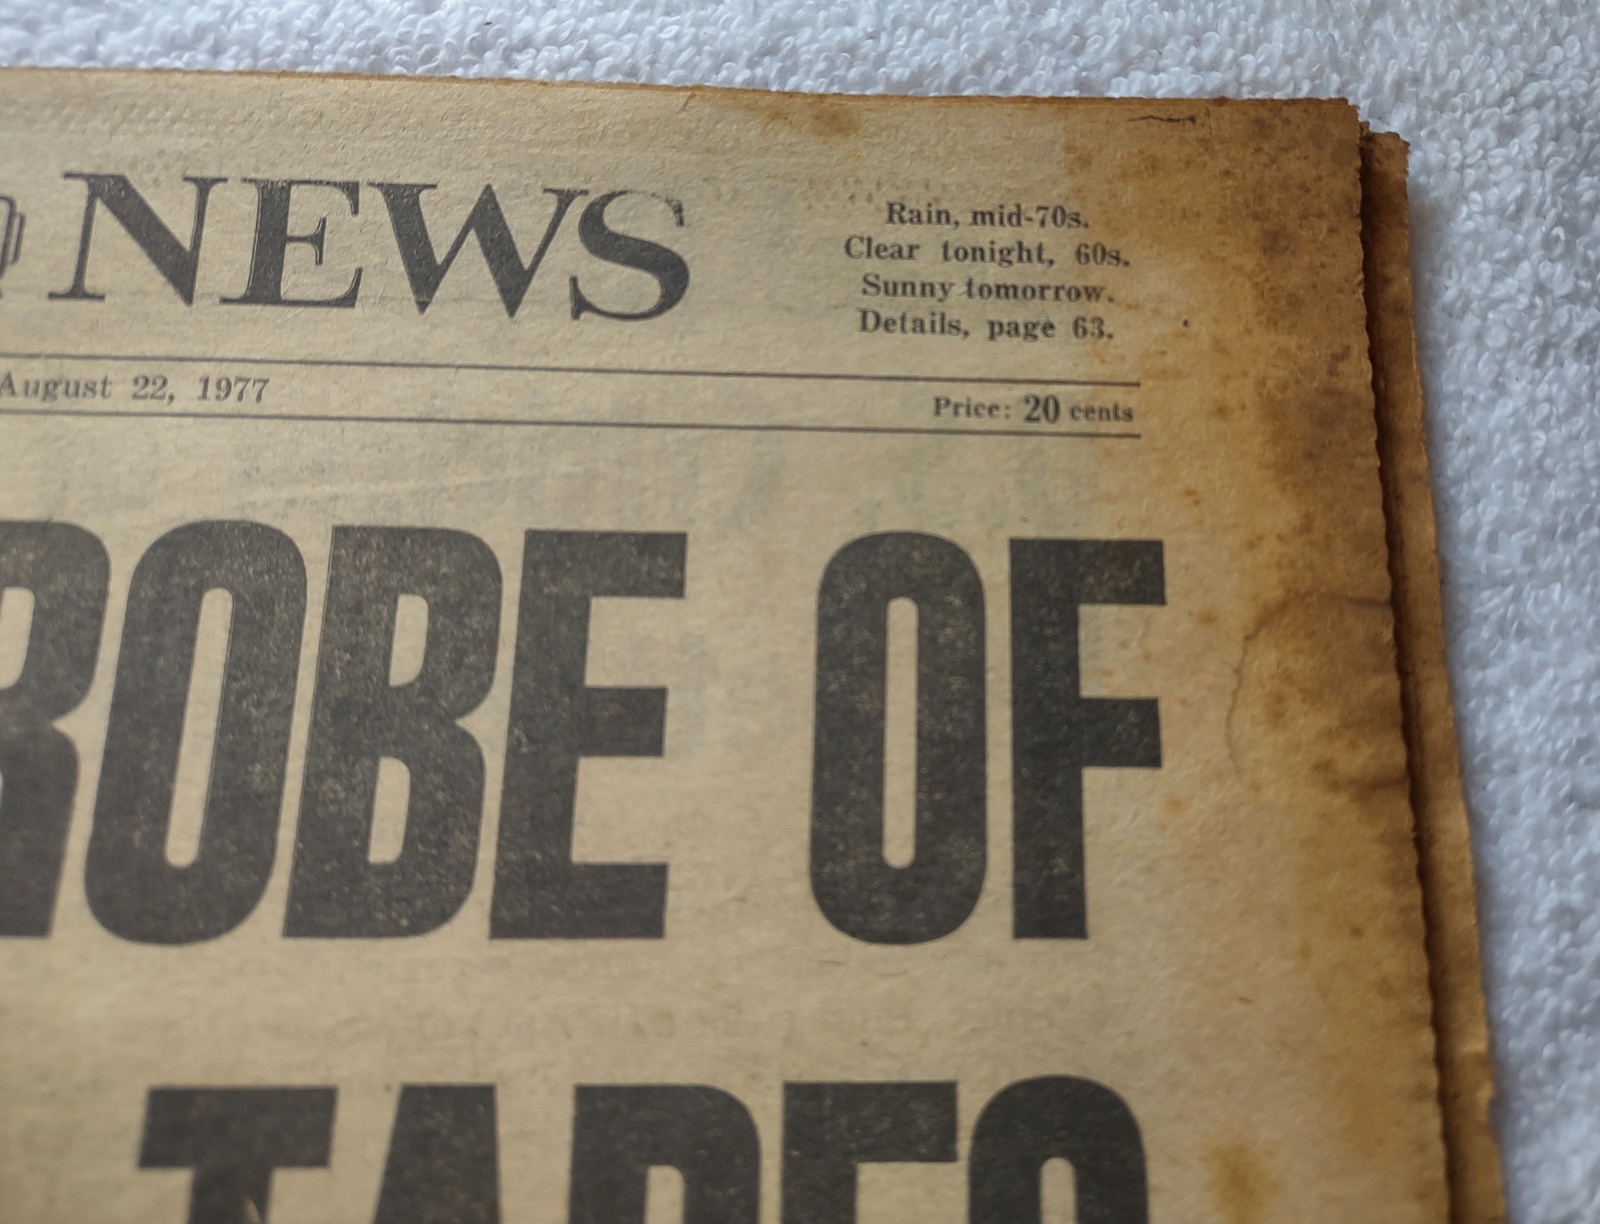 NEWS
Rain, mid-70s.
Clear tonight, 60s.
Sunny tomorrow.
Details, page 63.
August 22, 1977
Price: 20 cents
ROBE OF
TAPES